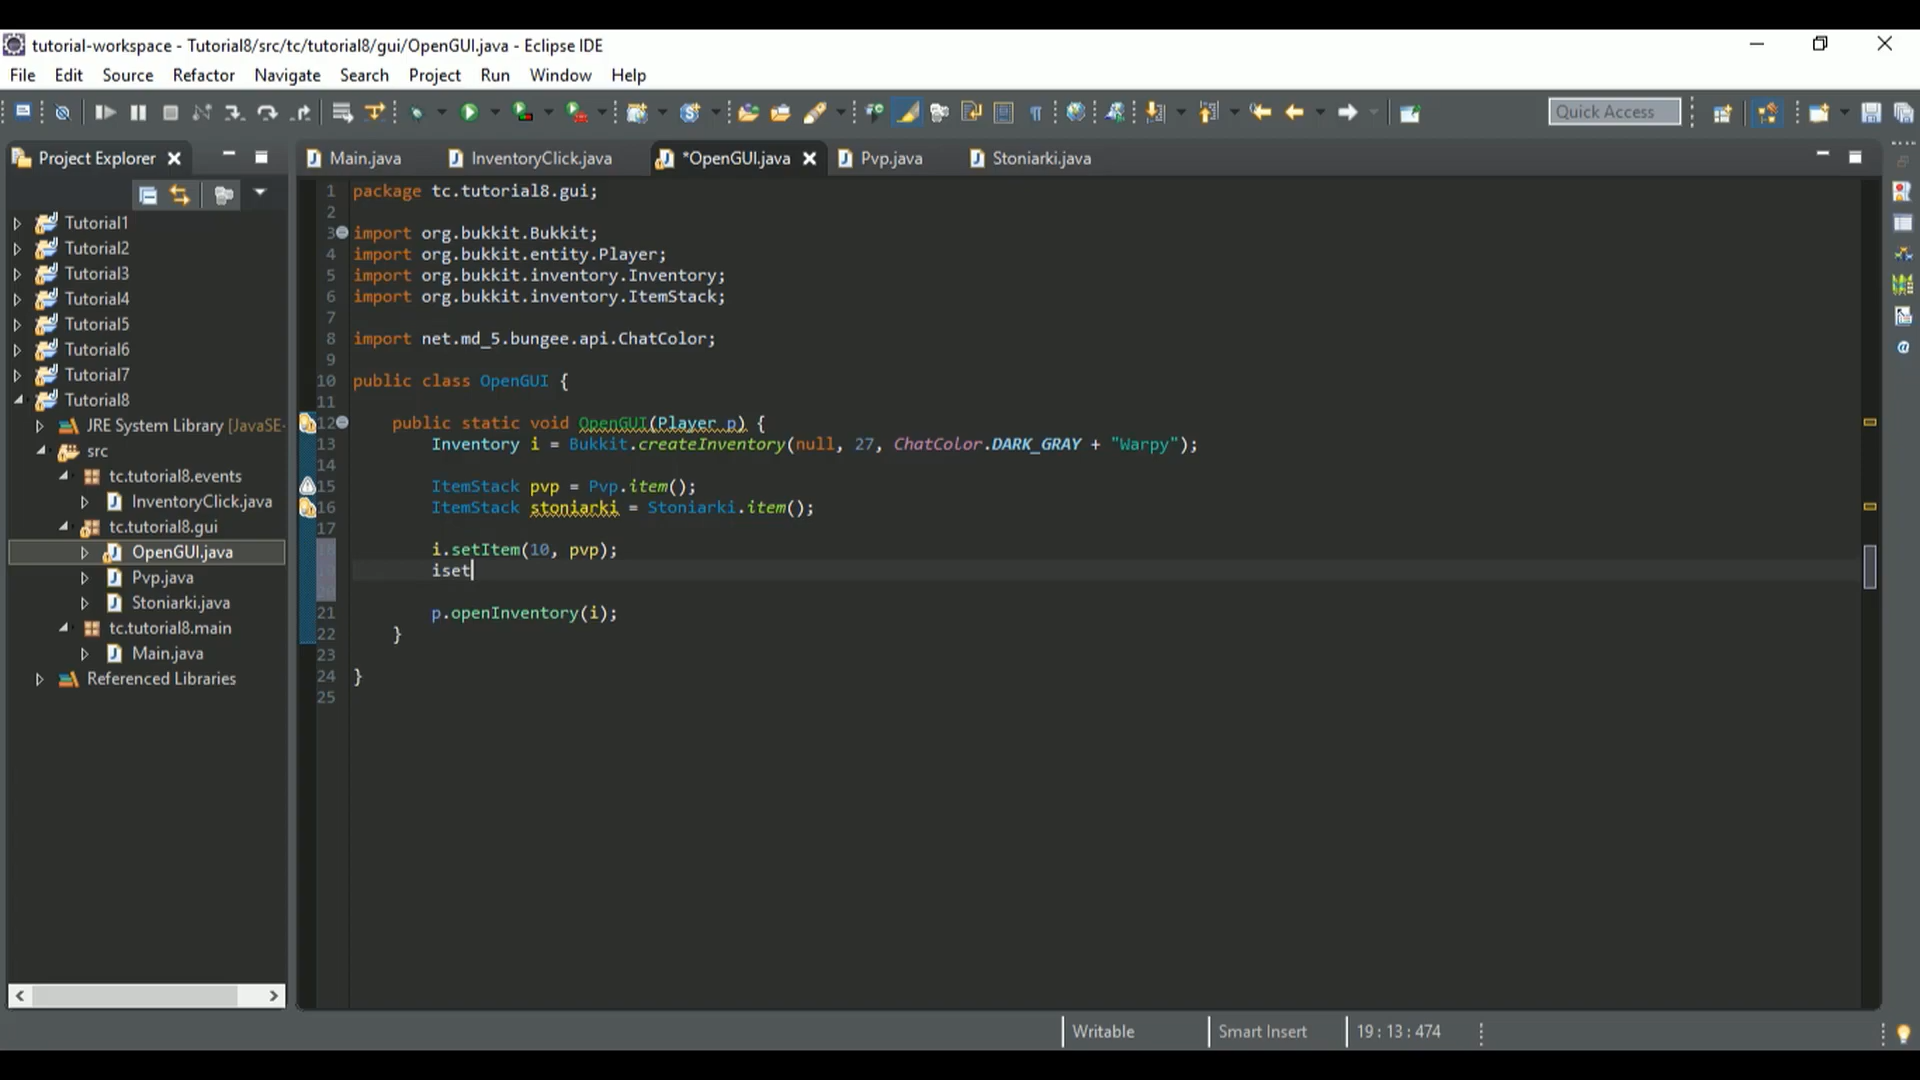 tutorial-workspace - Tutorial8/src/tc/tutorial8/gui/OpenGUI.java - Eclipse IDE
File Edit Source Refactor Navigate Search Project Run Window Help
Quick Access
Project Explorer
Main.java InventoryClick.java *OpenGUI.java Pvp.java Stoniarki.java
Tutorial1
Tutorial2
Tutorial3
Tutorial4
Tutorial5
Tutorial6
Tutorial7
Tutorial8
JRE System Library [JavaSE-
src
tc.tutorial8.events
InventoryClick.java
tc.tutorial8.gui
OpenGUI.java
Pvp.java
Stoniarki.java
tc.tutorial8.main
Main.java
Referenced Libraries
1 package tc.tutorial8.gui;
2
3 import org.bukkit.Bukkit;
4 import org.bukkit.entity.Player;
5 import org.bukkit.inventory.Inventory;
6 import org.bukkit.inventory.ItemStack;
7
8 import net.md_5.bungee.api.ChatColor;
9
10 public class OpenGUI {
11
12 public static void OpenGUI(Player p) {
13 Inventory i = Bukkit.createInventory(null, 27, ChatColor.DARK_GRAY + "Warpy");
14
15 ItemStack pvp = Pvp.item();
16 ItemStack stoniarki = Stoniarki.item();
17
18 i.setItem(10, pvp);
19 iset
20
21 p.openInventory(i);
22 }
23
24 }
25
Writable Smart Insert 19 : 13 : 474